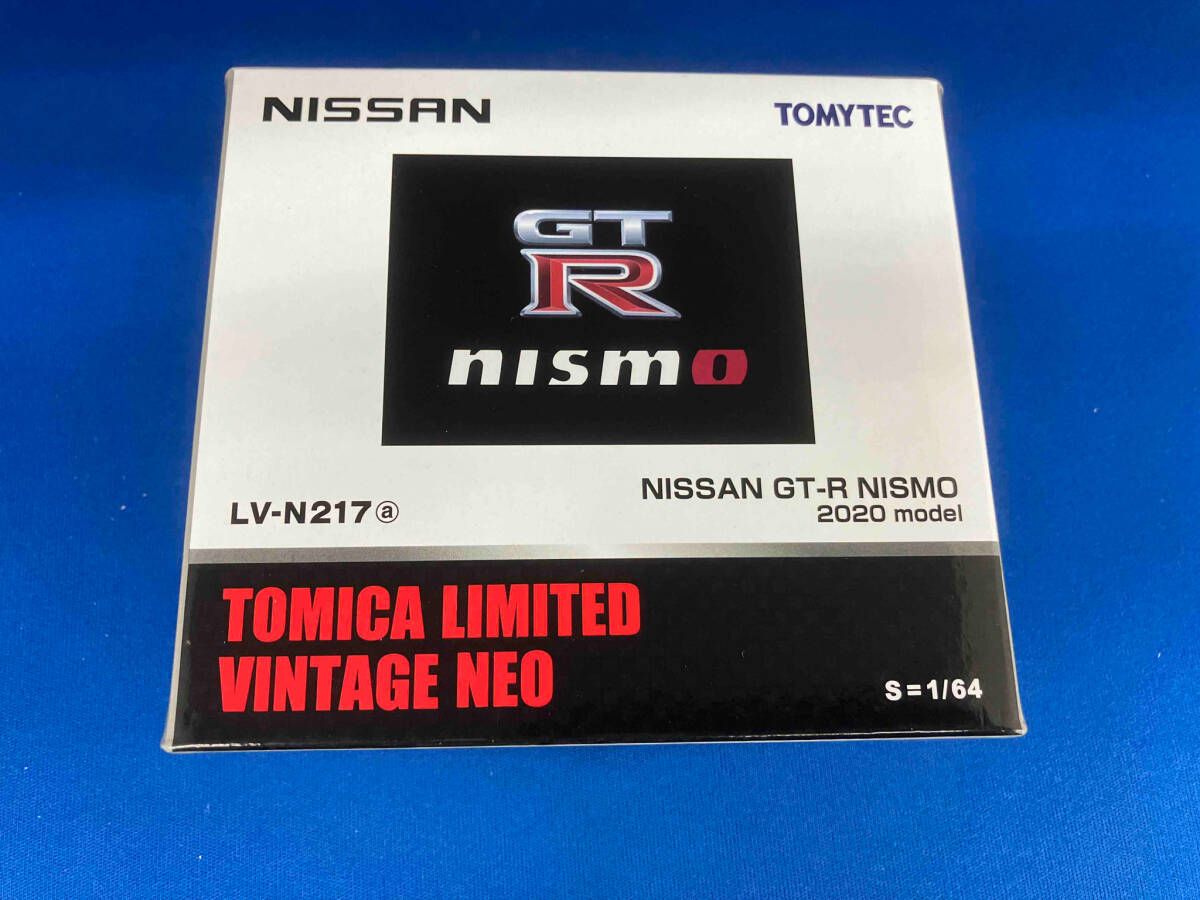 NISSAN
TOMYTEC
GT
R
nismo
LV-N217ⓐ
NISSAN GT-R NISMO
2020 model
TOMICA LIMITED
VINTAGE NEO
S=1/64